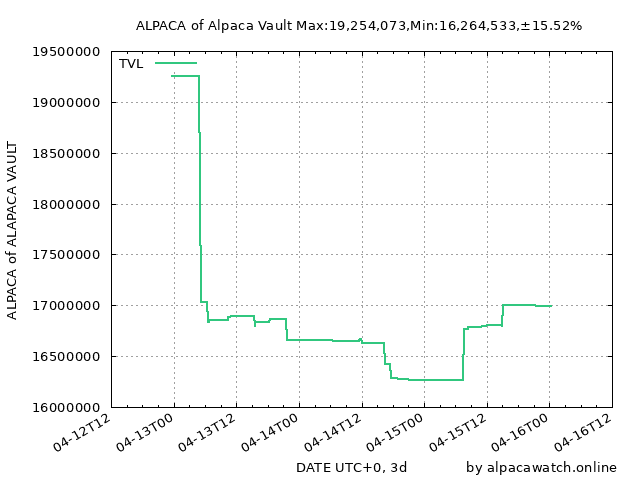 ALPACA of Alpaca Vault Max:19,254,073,Min:16,264,533,±15.52%
TVL
19500000
19000000
18500000
18000000
17500000
17000000
16500000
16000000
ALPACA of ALAPACA VAULT
04-12T12
04-13T00
04-13T12
04-14T00
04-14T12
04-15T00
04-15T12
04-16T00
04-16T12
DATE UTC+0, 3d
by alpacawatch.online